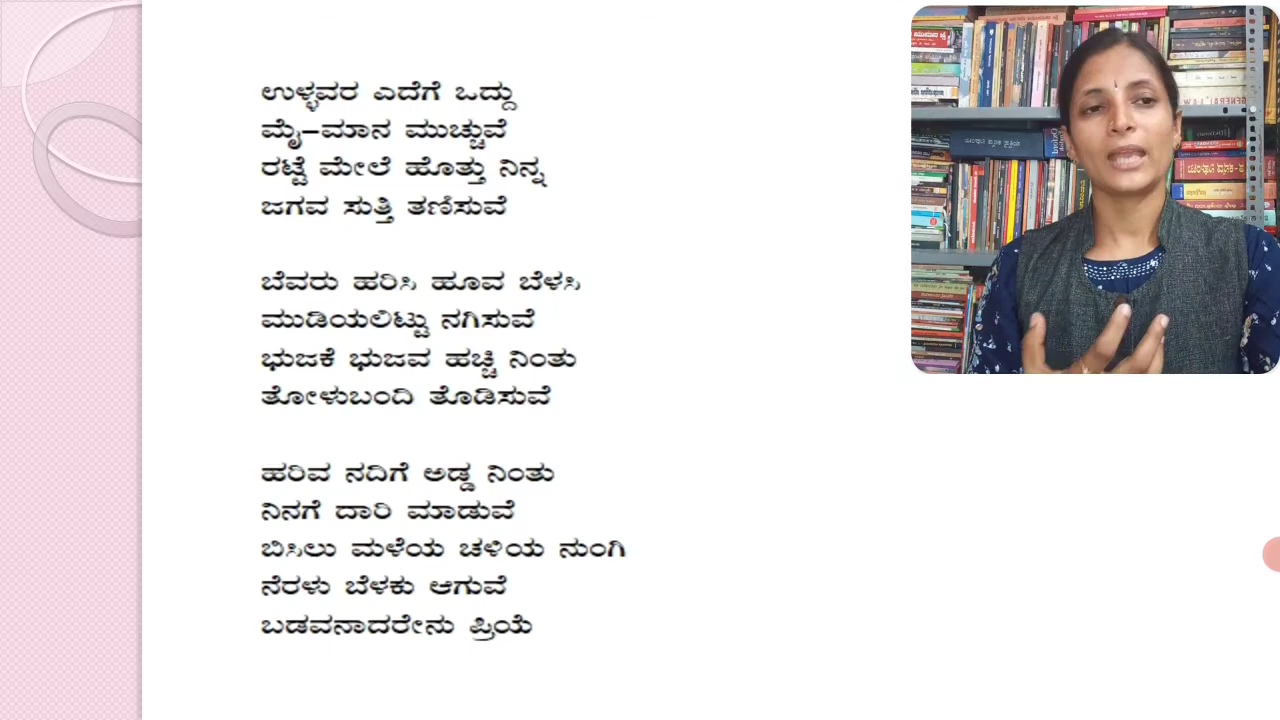 ಉಳ್ಳವರ ಎದೆಗೆ ಒದ್ದು
ಮೈ-ಮಾನ ಮುಚ್ಚುವೆ
ರಟ್ಟೆ ಮೇಲೆ ಹೊತ್ತು ನಿನ್ನ
ಜಗವ ಸುತ್ತಿ ತಣಿಸುವೆ
ಬೆವರು ಹರಿಸಿ ಹೂವ ಬೆಳಸಿ
ಮುಡಿಯಲಿಟ್ಟು ನಗಿಸುವೆ
ಭುಜಕೆ ಭುಜವ ಹಚ್ಚಿ ನಿಂತು
ತೋಳುಬಂದಿ ತೊಡಿಸುವೆ
ಹರಿವ ನದಿಗೆ ಅಡ್ಡ ನಿಂತು
ನಿನಗೆ ದಾರಿ ಮಾಡುವೆ
ಬಿಸಿಲು ಮಳೆಯ ಚಳಿಯ ನುಂಗಿ
ನೆರಳು ಬೆಳಕು ಆಗುವೆ
ಬಡವನಾದರೇನು ಪ್ರಿಯೆ